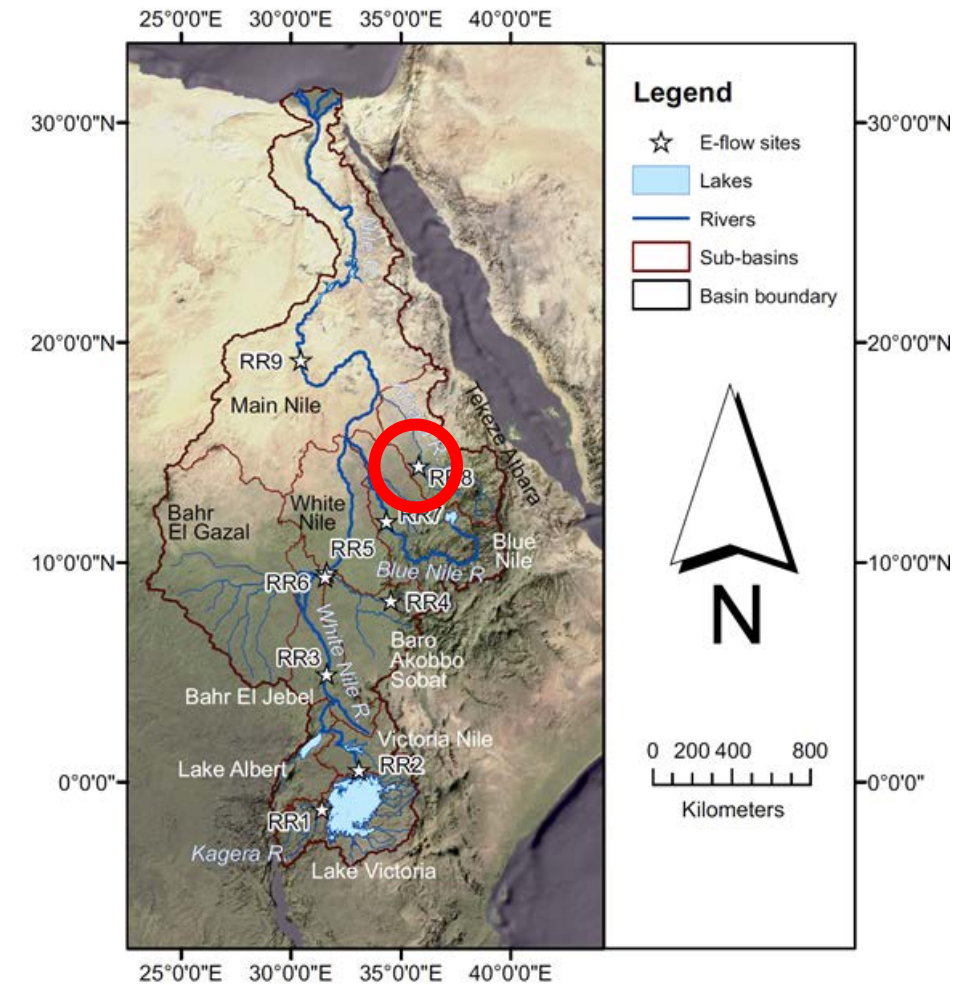 25°0'0"E 30°0'0"E 35°0'0"E 40°0'0"E
30°0'0"N
30°0'0"N
20°0'0"N
20°0'0"N
10°0'0"N
10°0'0"N
0°0'0"
0°0'0"
Legend
E-flow sites
Lakes
Rivers
Sub-basins
Basin boundary
N
0 200 400 800
Kilometers
RR9
Main Nile
Tekeze Atbara
RR8
RR7
Bahr
El Gazal
White
Nile
Blue
Nile
RR5
Blue Nile R
RR6
RR4
White Nile R
Baro
Akobbo
Sobat
RR3
Bahr El Jebel
Victoria Nile
Lake Albert
RR2
RR1
Kagera R
Lake Victoria
25°0'0"E 30°0'0"E 35°0'0"E 40°0'0"E